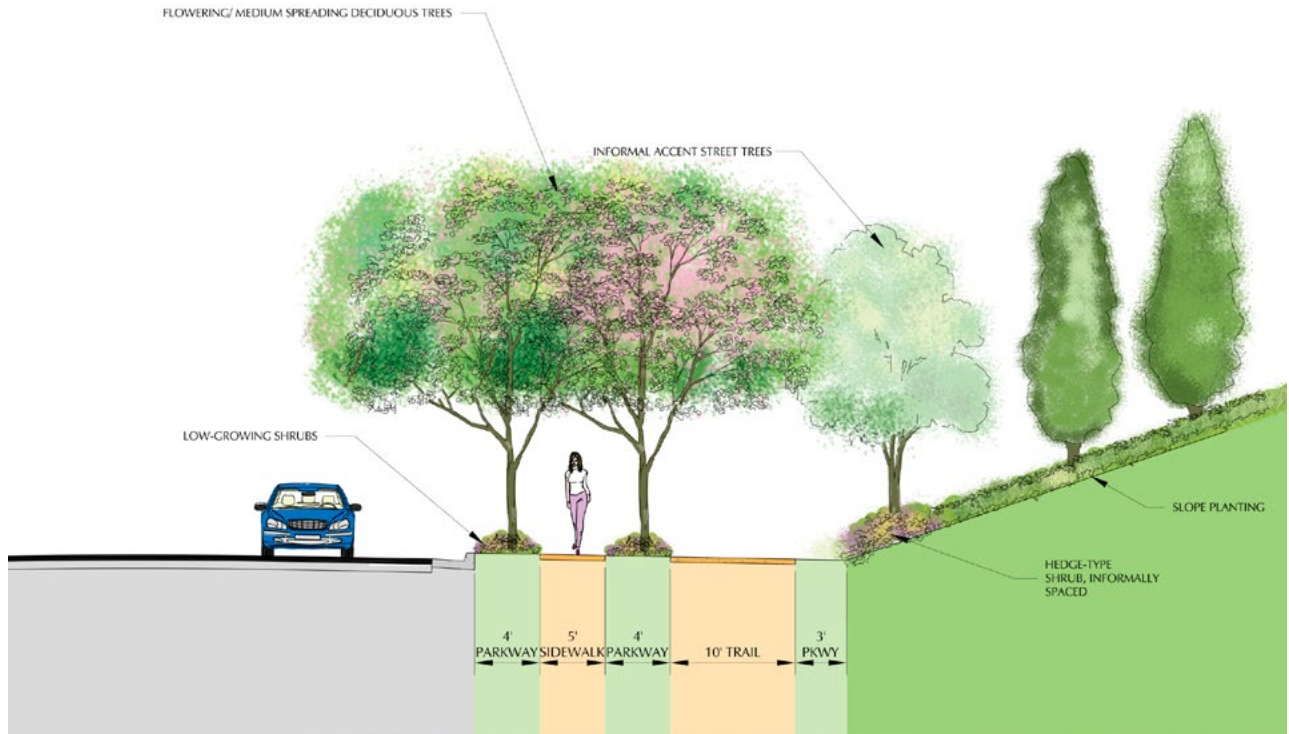 FLOWERING/ MEDIUM SPREADING DECIDUOUS TREES
INFORMAL ACCENT STREET TREES
LOW-GROWING SHRUBS
SLOPE PLANTING
HEDGE-TYPE
SHRUB, INFORMALLY
SPACED
4'
PARKWAY
5'
SIDEWALK
4'
PARKWAY
10' TRAIL
3'
PKWY